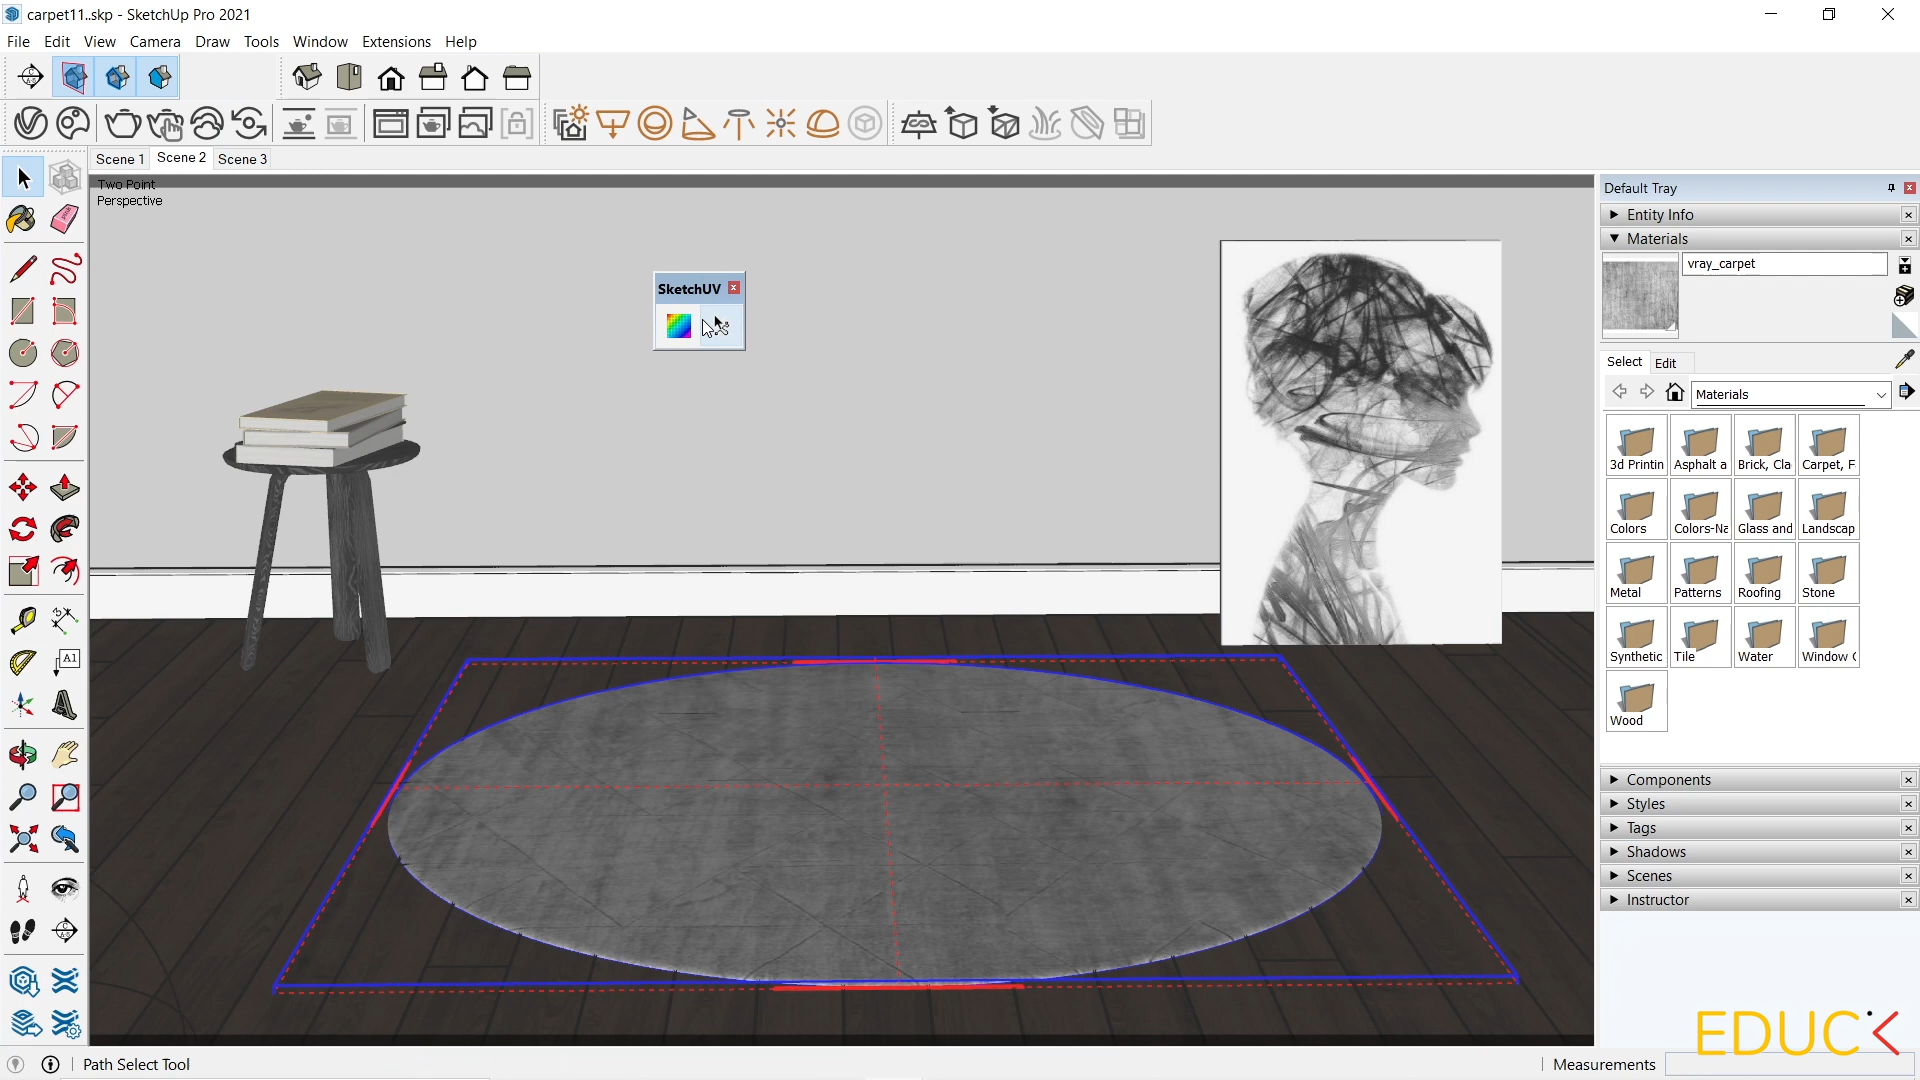 carpet11..skp - SketchUp Pro 2021
File Edit View Camera Draw Tools Window Extensions Help
Scene 1 Scene 2 Scene 3
Two Point
Perspective
SketchUV
Default Tray
Entity Info
Materials
vray_carpet
Select Edit
Materials
3d Printin Asphalt a Brick, Cla Carpet, F
Colors Colors-Na Glass and Landscap
Metal Patterns Roofing Stone
Synthetic Tile Water Window C
Wood
Components
Styles
Tags
Shadows
Scenes
Instructor
A1
EDUC
Path Select Tool
Measurements